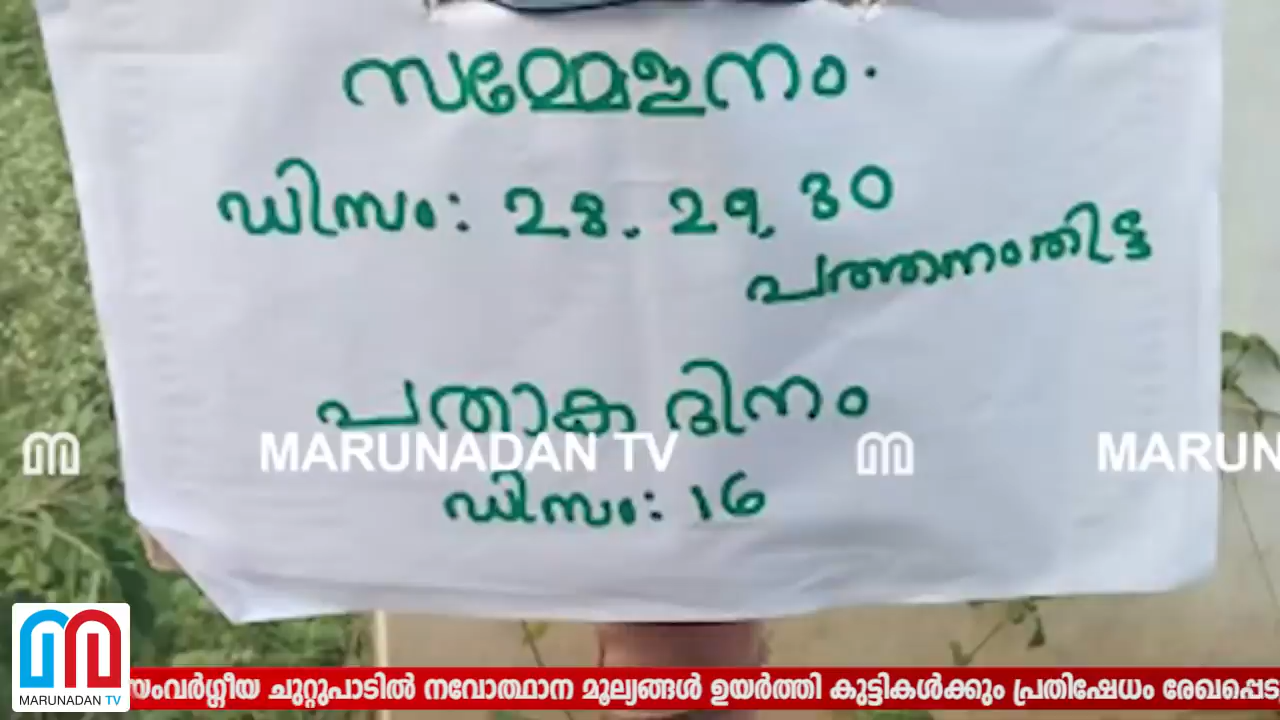 സമ്മേളനം.
ഡിസം: 28. 29. 30
പത്തനംതിട്ട
പതാക ദിനം
MARUNADAN TV
MARUNADAN
ഡിസം: 16
MARUNADAN TV
യംവർഗ്ഗീയ ചുറ്റുപാടിൽ നവോത്ഥാന മൂല്യങ്ങൾ ഉയർത്തി കുട്ടികൾക്കും പ്രതിഷേധം രേഖപ്പെട